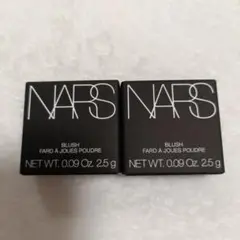 NARS
BLUSH
FARD À JOUES POUDRE
NET WT. 0.09 Oz. 2.5 g
NARS
BLUSH
FARD À JOUES POUDRE
NET WT. 0.09 Oz. 2.5 g